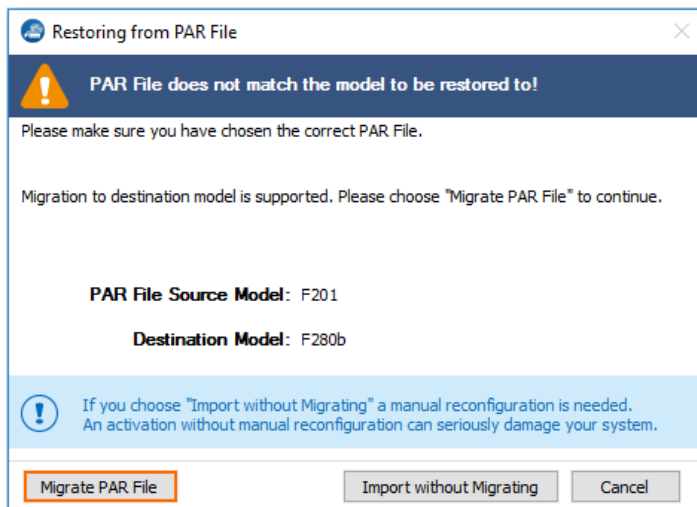 Restoring from PAR File
PAR File does not match the model to be restored to!
Please make sure you have chosen the correct PAR File.
Migration to destination model is supported. Please choose "Migrate PAR File" to continue.
PAR File Source Model: F201
Destination Model: F280b
If you choose "Import without Migrating" a manual reconfiguration is needed.
An activation without manual reconfiguration can seriously damage your system.
Migrate PAR File Import without Migrating Cancel